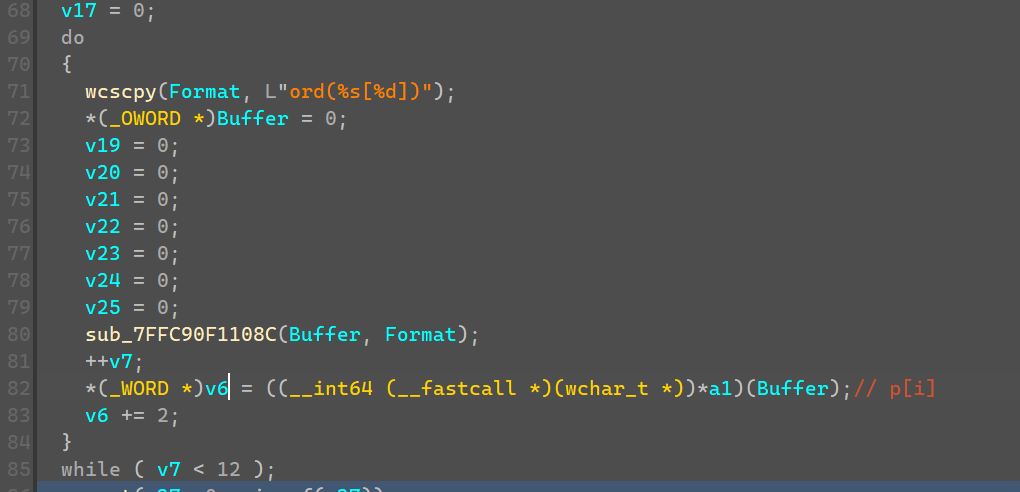 68 v17 = 0;
69 do
70 {
71 wcscpy(Format, L"ord(%s[%d])");
72 *(_OWORD *)Buffer = 0;
73 v19 = 0;
74 v20 = 0;
75 v21 = 0;
76 v22 = 0;
77 v23 = 0;
78 v24 = 0;
79 v25 = 0;
80 sub_7FFC90F1108C(Buffer, Format);
81 ++v7;
82 *(_WORD *)v6 = ((__int64 (__fastcall *)(wchar_t *))*a1)(Buffer);// p[i]
83 v6 += 2;
84 }
85 while ( v7 < 12 );